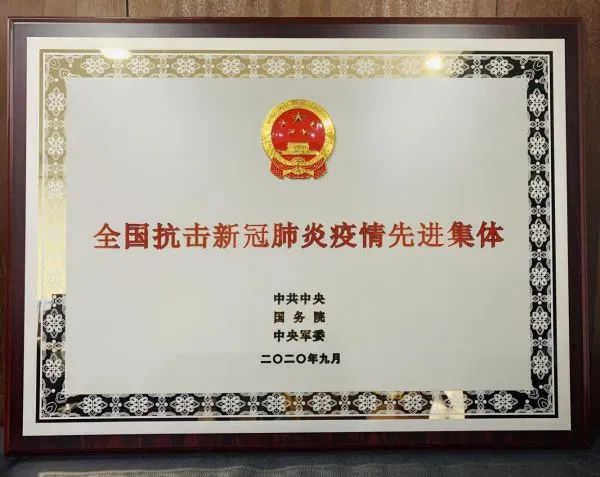 全国抗击新冠肺炎疫情先进集体
中共中央
国务院
中央军委
二〇二〇年九月